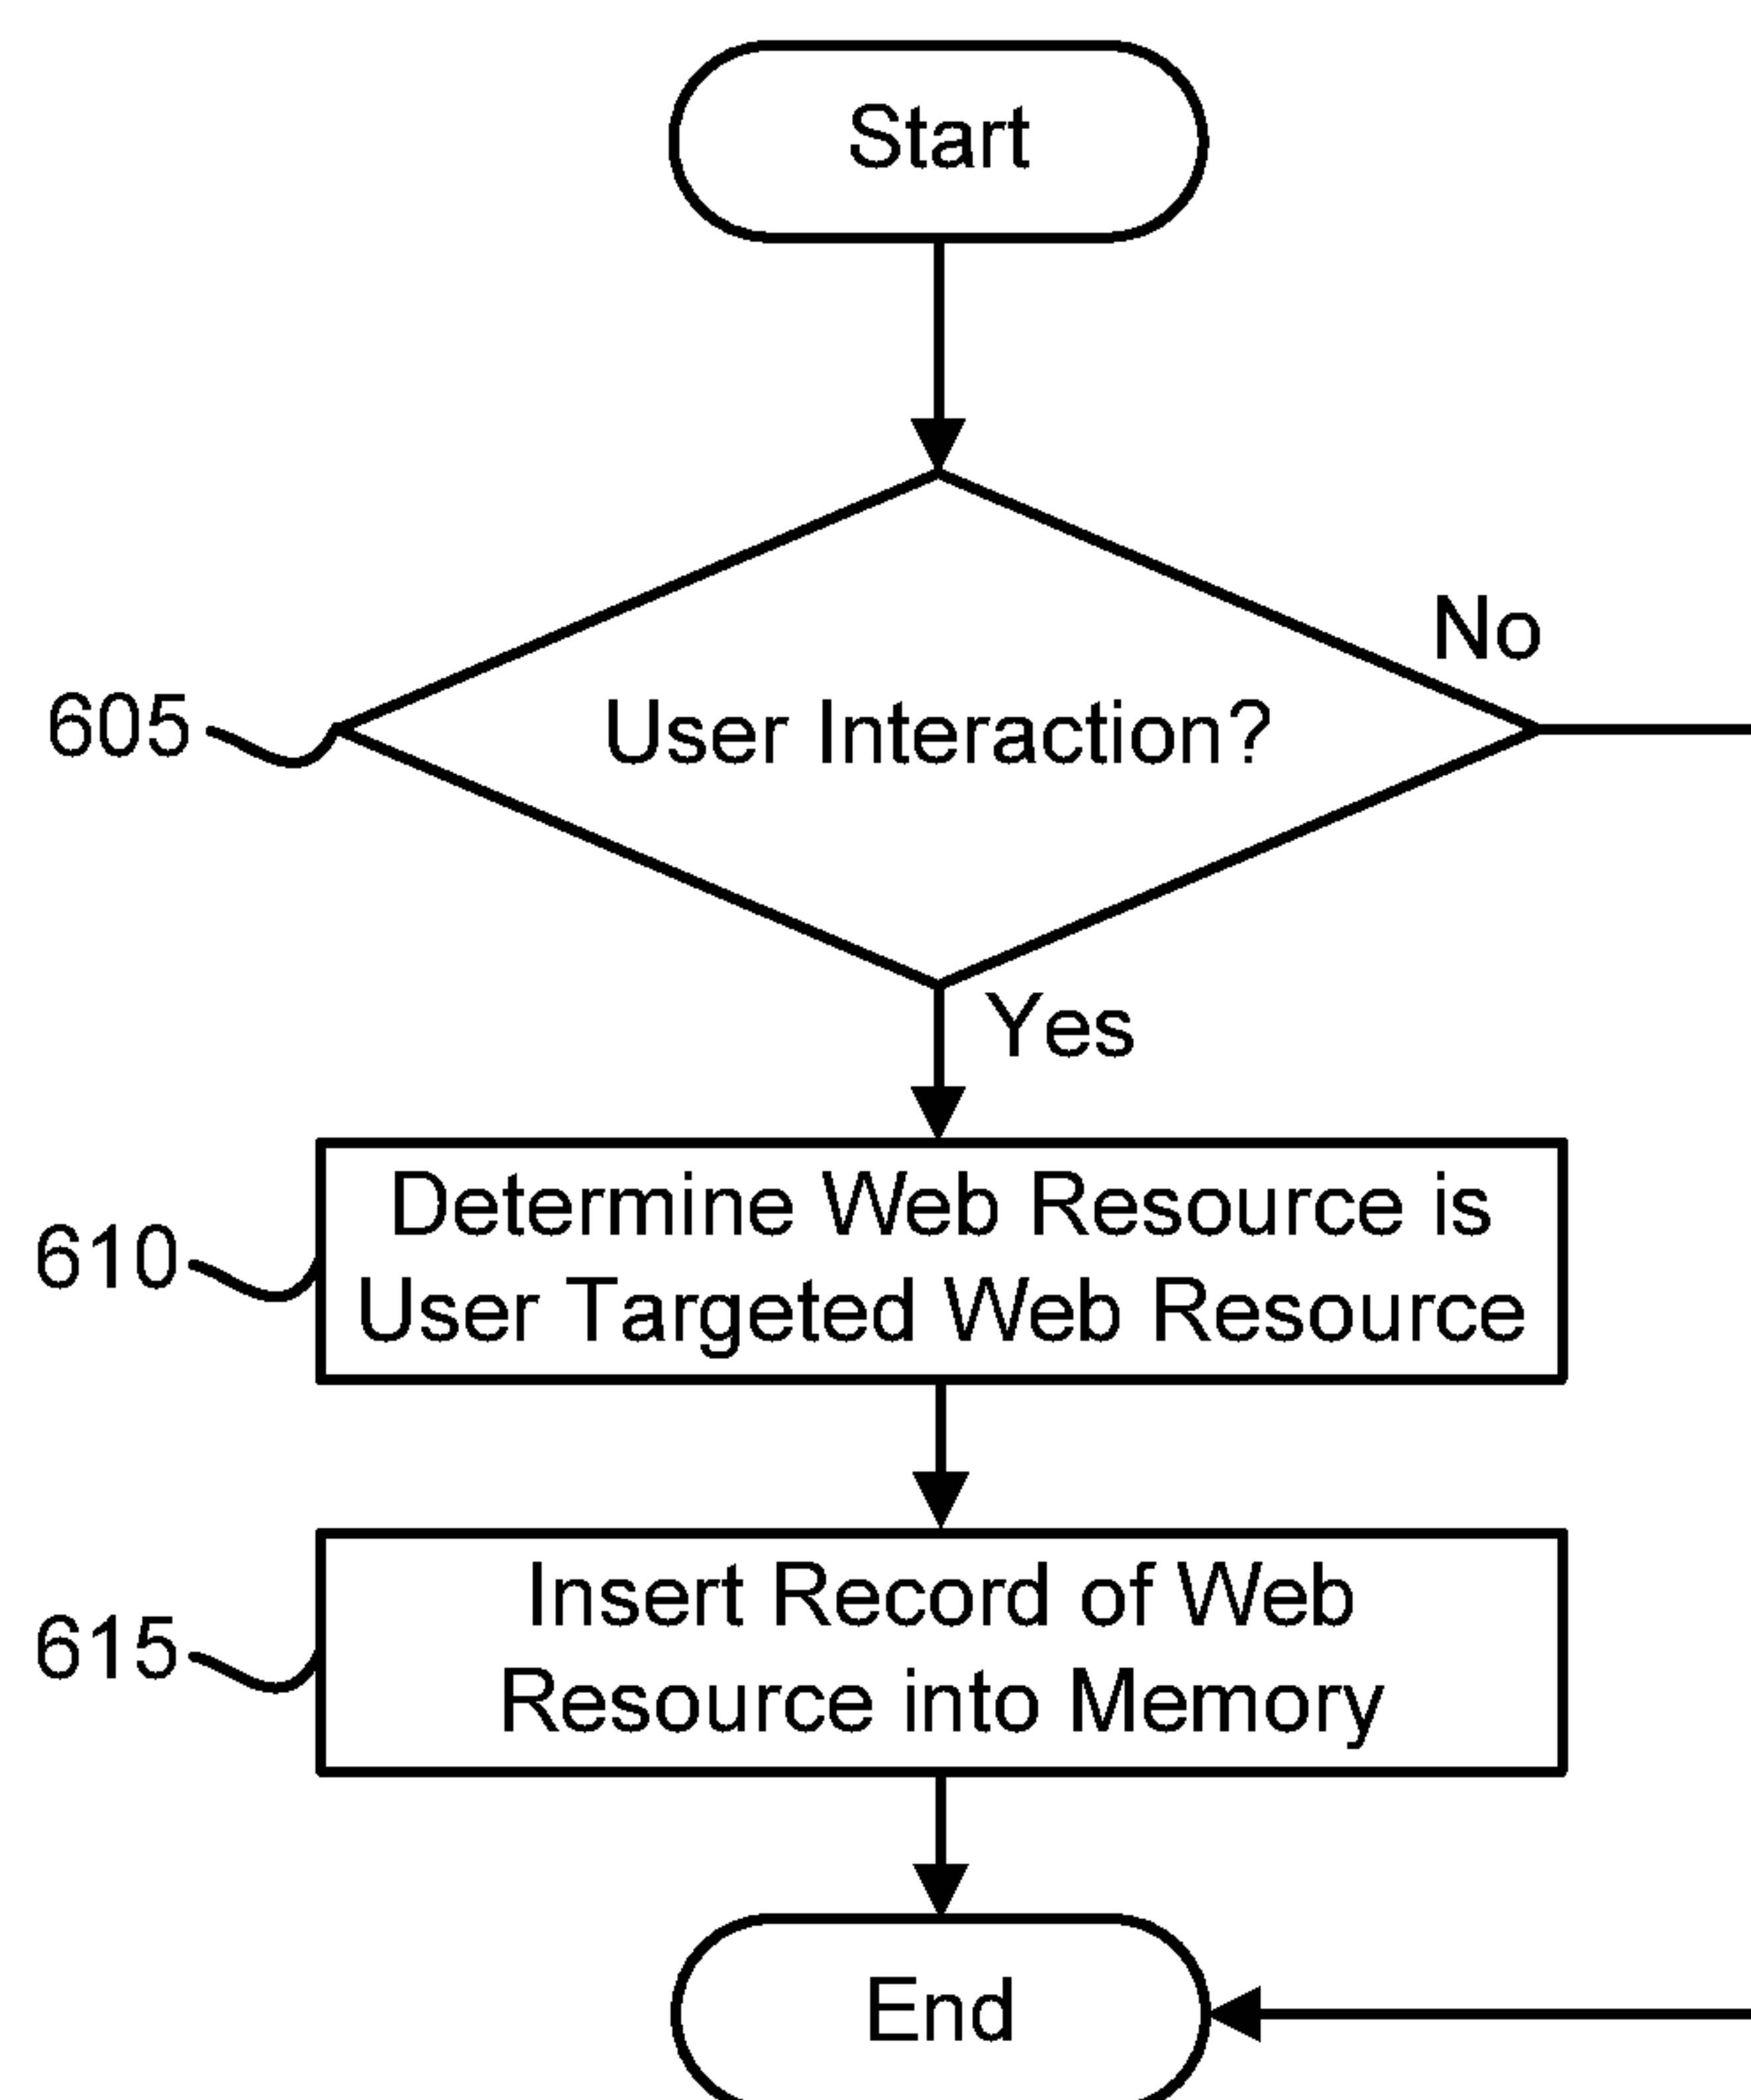 Start
No
605
User Interaction?
Yes
610
Determine Web Resource is
User Targeted Web Resource
615
Insert Record of Web
Resource into Memory
End